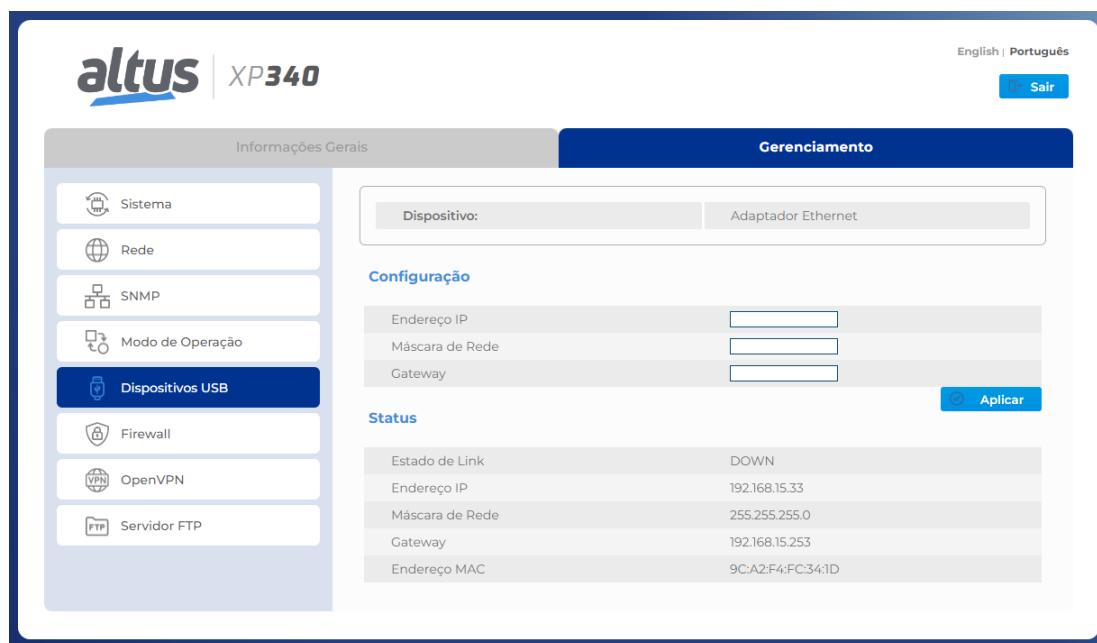 English | Português
altus XP340
Sair
Informações Gerais
Gerenciamento
Sistema
Rede
SNMP
Modo de Operação
Dispositivos USB
Firewall
VPN OpenVPN
FTP Servidor FTP
Dispositivo: Adaptador Ethernet
Configuração
Endereço IP
Máscara de Rede
Gateway
Aplicar
Status
Estado de Link DOWN
Endereço IP 192.168.15.33
Máscara de Rede 255.255.255.0
Gateway 192.168.15.253
Endereço MAC 9C:A2:F4:FC:34:1D